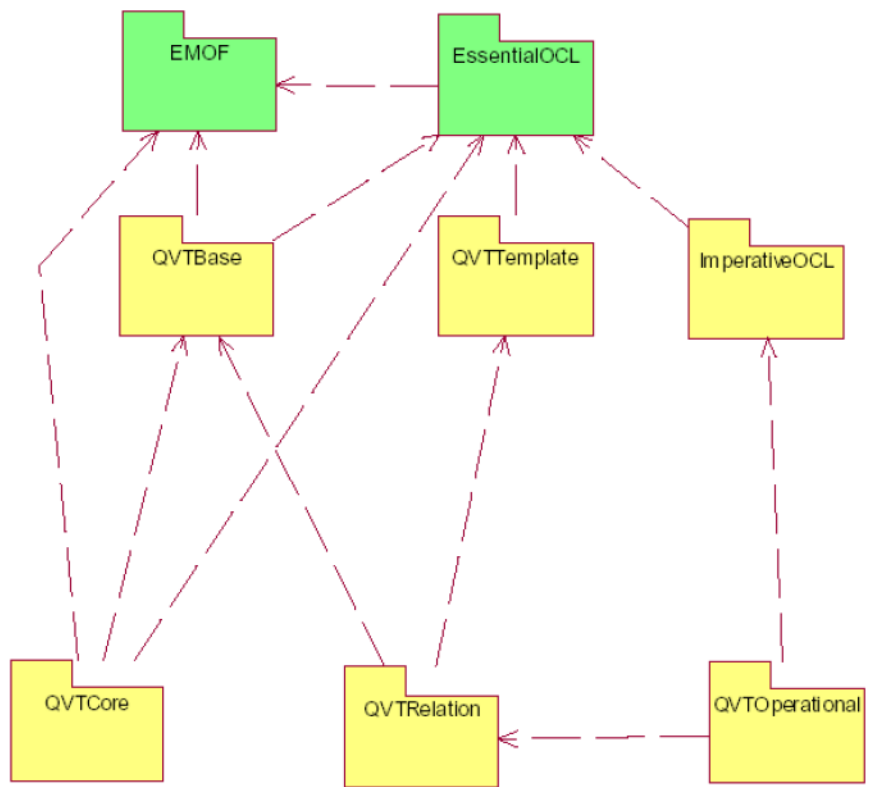 EMOF
EssentialOCL
QVTBase
QVTTemplate
ImperativeOCL
QVTCore
QVTRelation
QVTOperational